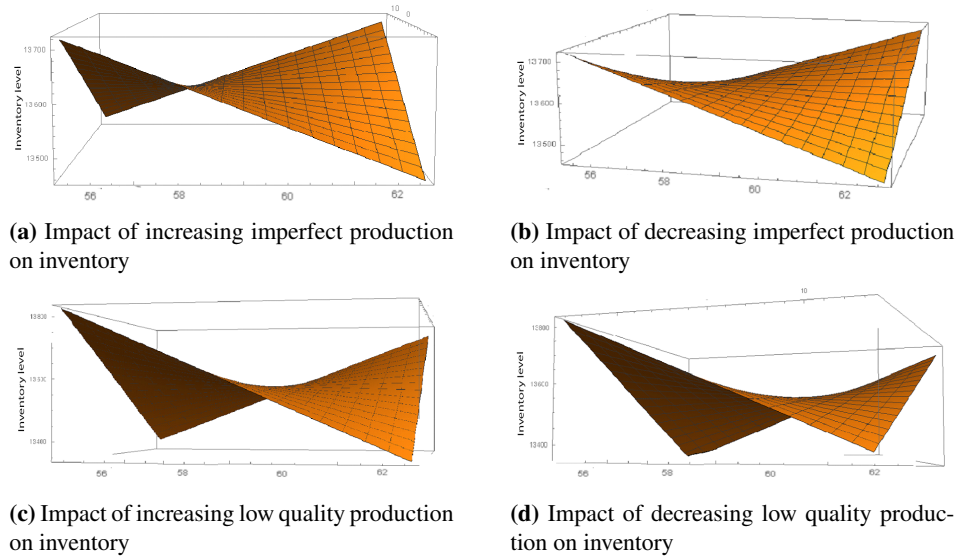 10
0
13700
13600
13500
Inventory level
56
58
60
62
(a) Impact of increasing imperfect production
on inventory
13700
13600
13500
Inventory level
56
58
60
62
(b) Impact of decreasing imperfect production
on inventory
Inventory level
56
58
60
62
(c) Impact of increasing low quality production
on inventory
10
13800
13600
13400
Inventory level
56
58
60
62
(d) Impact of decreasing low quality produc-
tion on inventory